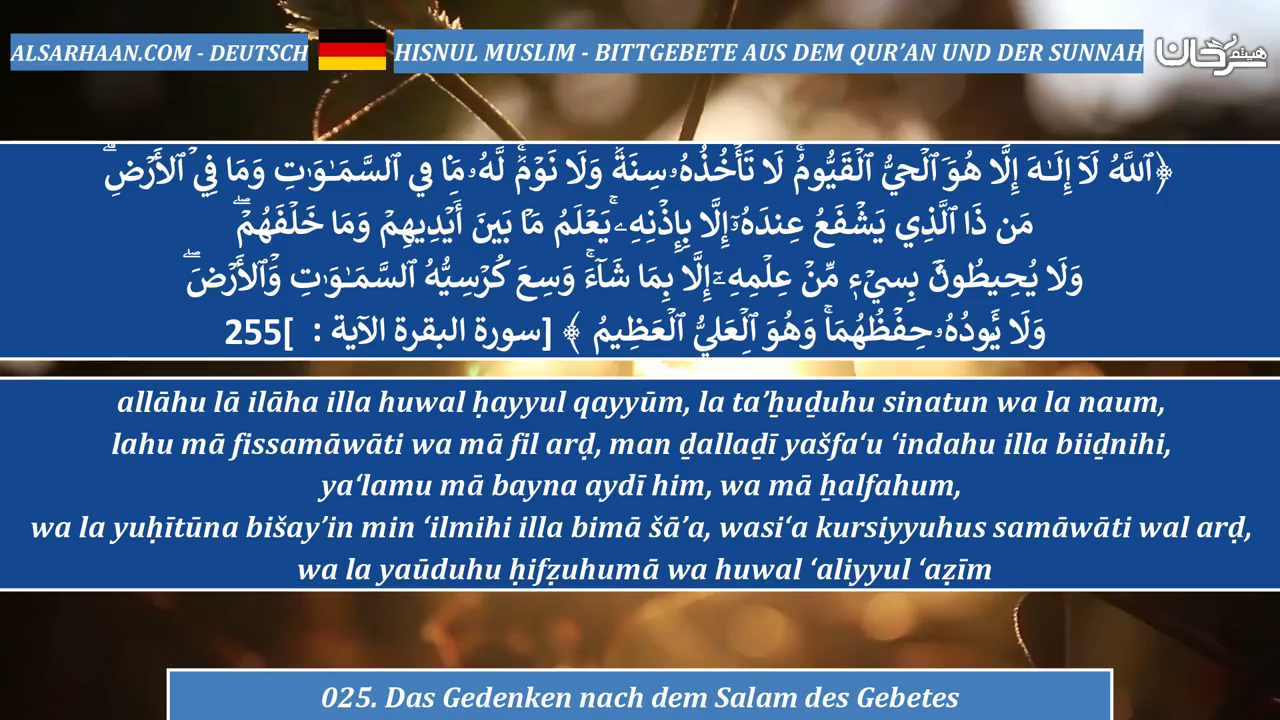 ALSARHAAN.COM - DEUTSCH
HISNUL MUSLIM - BITTGEBETE AUS DEM QUR’AN UND DER SUNNAH
هيثم سرحان
﴿ٱللَّهُ لَآ إِلَـٰهَ إِلَّا هُوَ ٱلۡحَيُّ ٱلۡقَيُّومُۚ لَا تَأۡخُذُهُۥ سِنَةٞ وَلَا نَوۡمٞۚ لَّهُۥ مَا فِي ٱلسَّمَـٰوَٰتِ وَمَا فِي ٱلۡأَرۡضِۗ
مَن ذَا ٱلَّذِي يَشۡفَعُ عِندَهُۥٓ إِلَّا بِإِذۡنِهِۦۚ يَعۡلَمُ مَا بَيۡنَ أَيۡدِيهِمۡ وَمَا خَلۡفَهُمۡۖ
وَلَا يُحِيطُونَ بِسيۡءٖ مِّنۡ عِلۡمِهِۦٓ إِلَّا بِمَا شَآءَۚ وَسِعَ كُرۡسِيُّهُ ٱلسَّمَـٰوَٰتِ وَٱلۡأَرۡضَۖ
وَلَا يَـُٔودُهُۥ حِفۡظُهُمَاۚ وَهُوَ ٱلۡعَلِيُّ ٱلۡعَظِيمُ ﴾ [سورة البقرة الآية : 255]
allāhu lā ilāha illa huwal ḥayyul qayyūm, la ta’ẖuḏuhu sinatun wa la naum,
lahu mā fissamāwāti wa mā fil arḍ, man ḏallaḏī yašfa‘u ‘indahu illa biiḏnihi,
ya‘lamu mā bayna aydī him, wa mā ẖalfahum,
wa la yuḥītūna bišay’in min ‘ilmihi illa bimā šā’a, wasi‘a kursiyyuhus samāwāti wal arḍ,
wa la yaūduhu ḥifẓuhumā wa huwal ‘aliyyul ‘aẓīm
025. Das Gedenken nach dem Salam des Gebetes